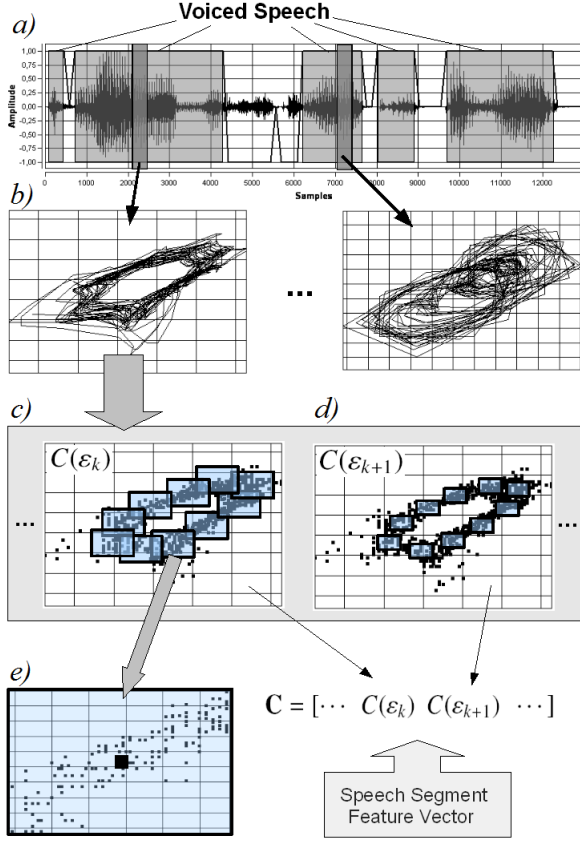 Voiced Speech
a)
Amplitude
1,00
0,75
0,50
0,25
0,00
-0,25
-0,50
-0,75
-1,00
0 1000 2000 3000 4000 5000 6000 7000 8000 9000 10000 11000 12000
Samples
b)
...
c) d)
C(εk) C(εk+1)
... ...
e)
C = [··· C(εk) C(εk+1) ···]
Speech Segment
Feature Vector